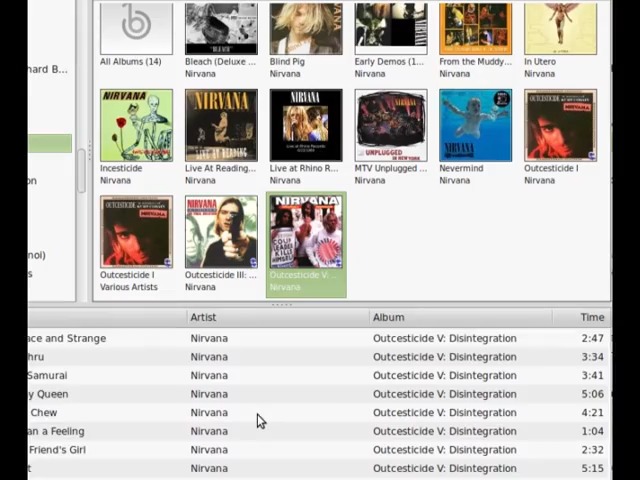 hard B...
All Albums (14)
Bleach (Deluxe ...
Nirvana
Blind Pig
Nirvana
Early Demos (1...
Nirvana
From the Muddy...
Nirvana
In Utero
Nirvana
Incesticide
Nirvana
Live At Reading...
Nirvana
Live at Rhino R...
Nirvana
MTV Unplugged ...
Nirvana
Nevermind
Nirvana
Outcesticide I
Nirvana
on
noi)
s
Outcesticide I
Various Artists
Outcesticide III: ...
Nirvana
Outcesticide V: ...
Nirvana
Artist Album Time
ace and Strange Nirvana Outcesticide V: Disintegration 2:47
hru Nirvana Outcesticide V: Disintegration 3:34
Samurai Nirvana Outcesticide V: Disintegration 3:41
y Queen Nirvana Outcesticide V: Disintegration 5:06
Chew Nirvana Outcesticide V: Disintegration 4:21
an a Feeling Nirvana Outcesticide V: Disintegration 1:04
Friend's Girl Nirvana Outcesticide V: Disintegration 2:32
t Nirvana Outcesticide V: Disintegration 5:15